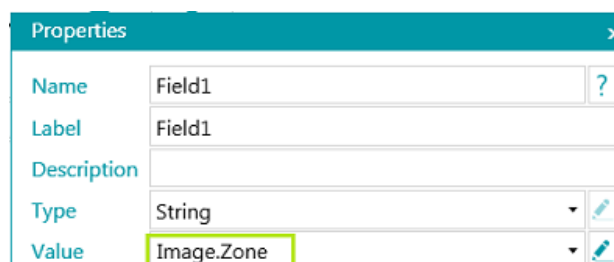 Properties
Name Field1 ?
Label Field1
Description
Type String
Value Image.Zone